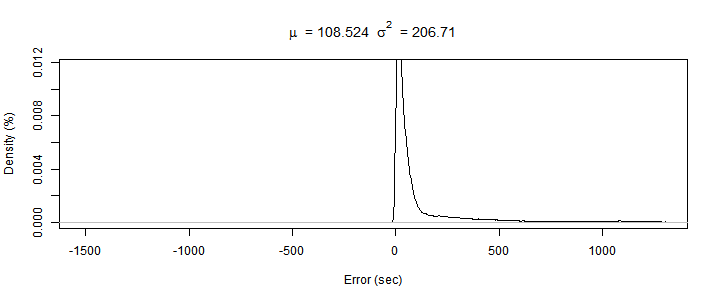 μ = 108.524 σ² = 206.71
0.012
0.008
0.004
0.000
Density (%)
-1500 -1000 -500 0 500 1000
Error (sec)